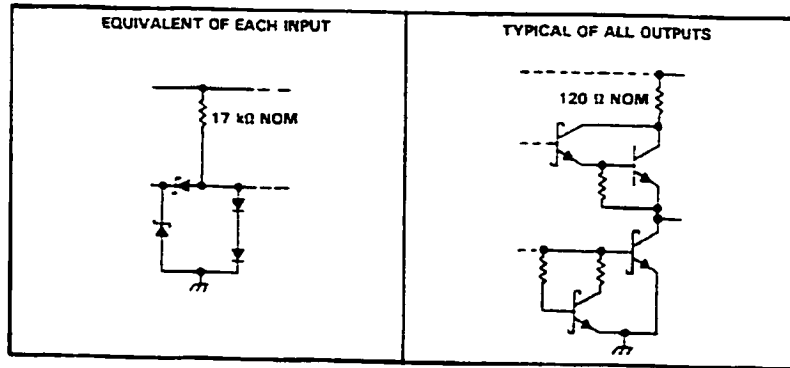 EQUIVALENT OF EACH INPUT
17 kΩ NOM
TYPICAL OF ALL OUTPUTS
120 Ω NOM